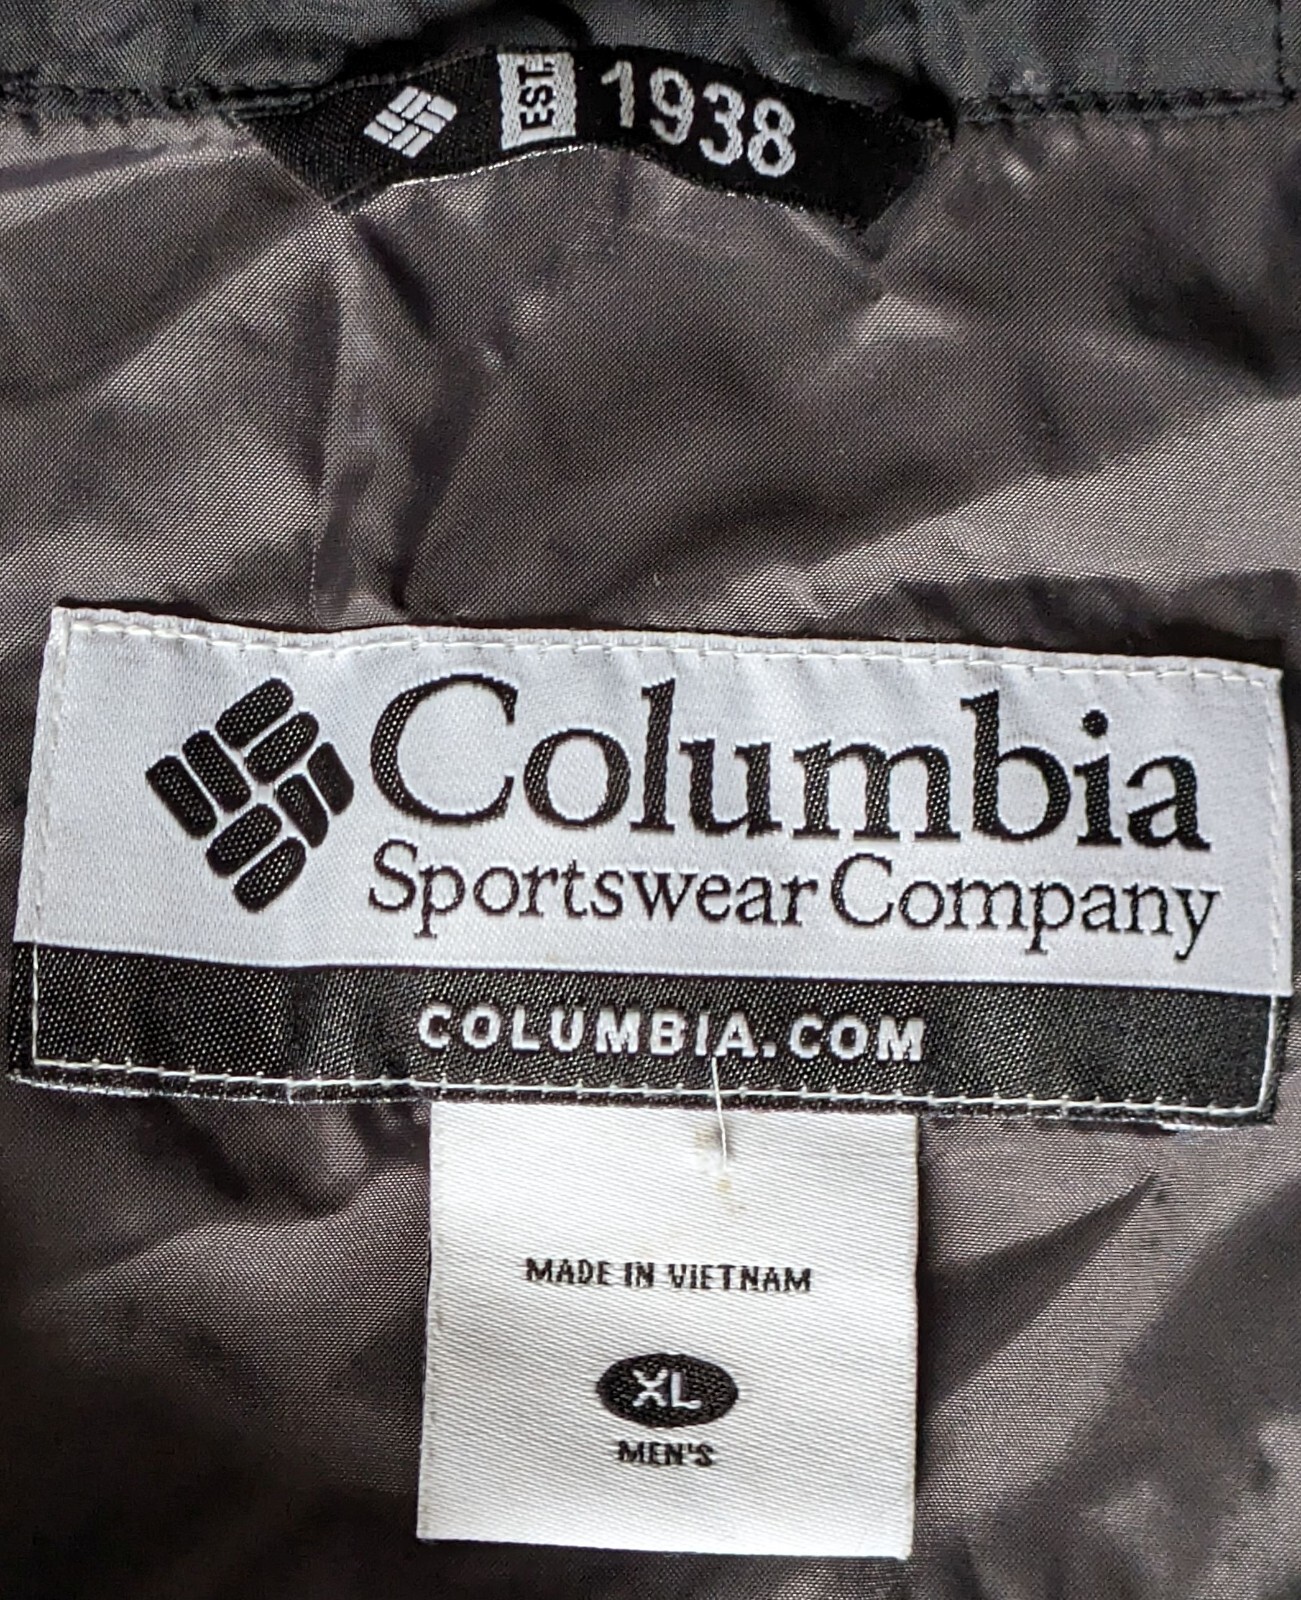 EST. 1938
Columbia
Sportswear Company
COLUMBIA.COM
MADE IN VIETNAM
XL
MEN'S